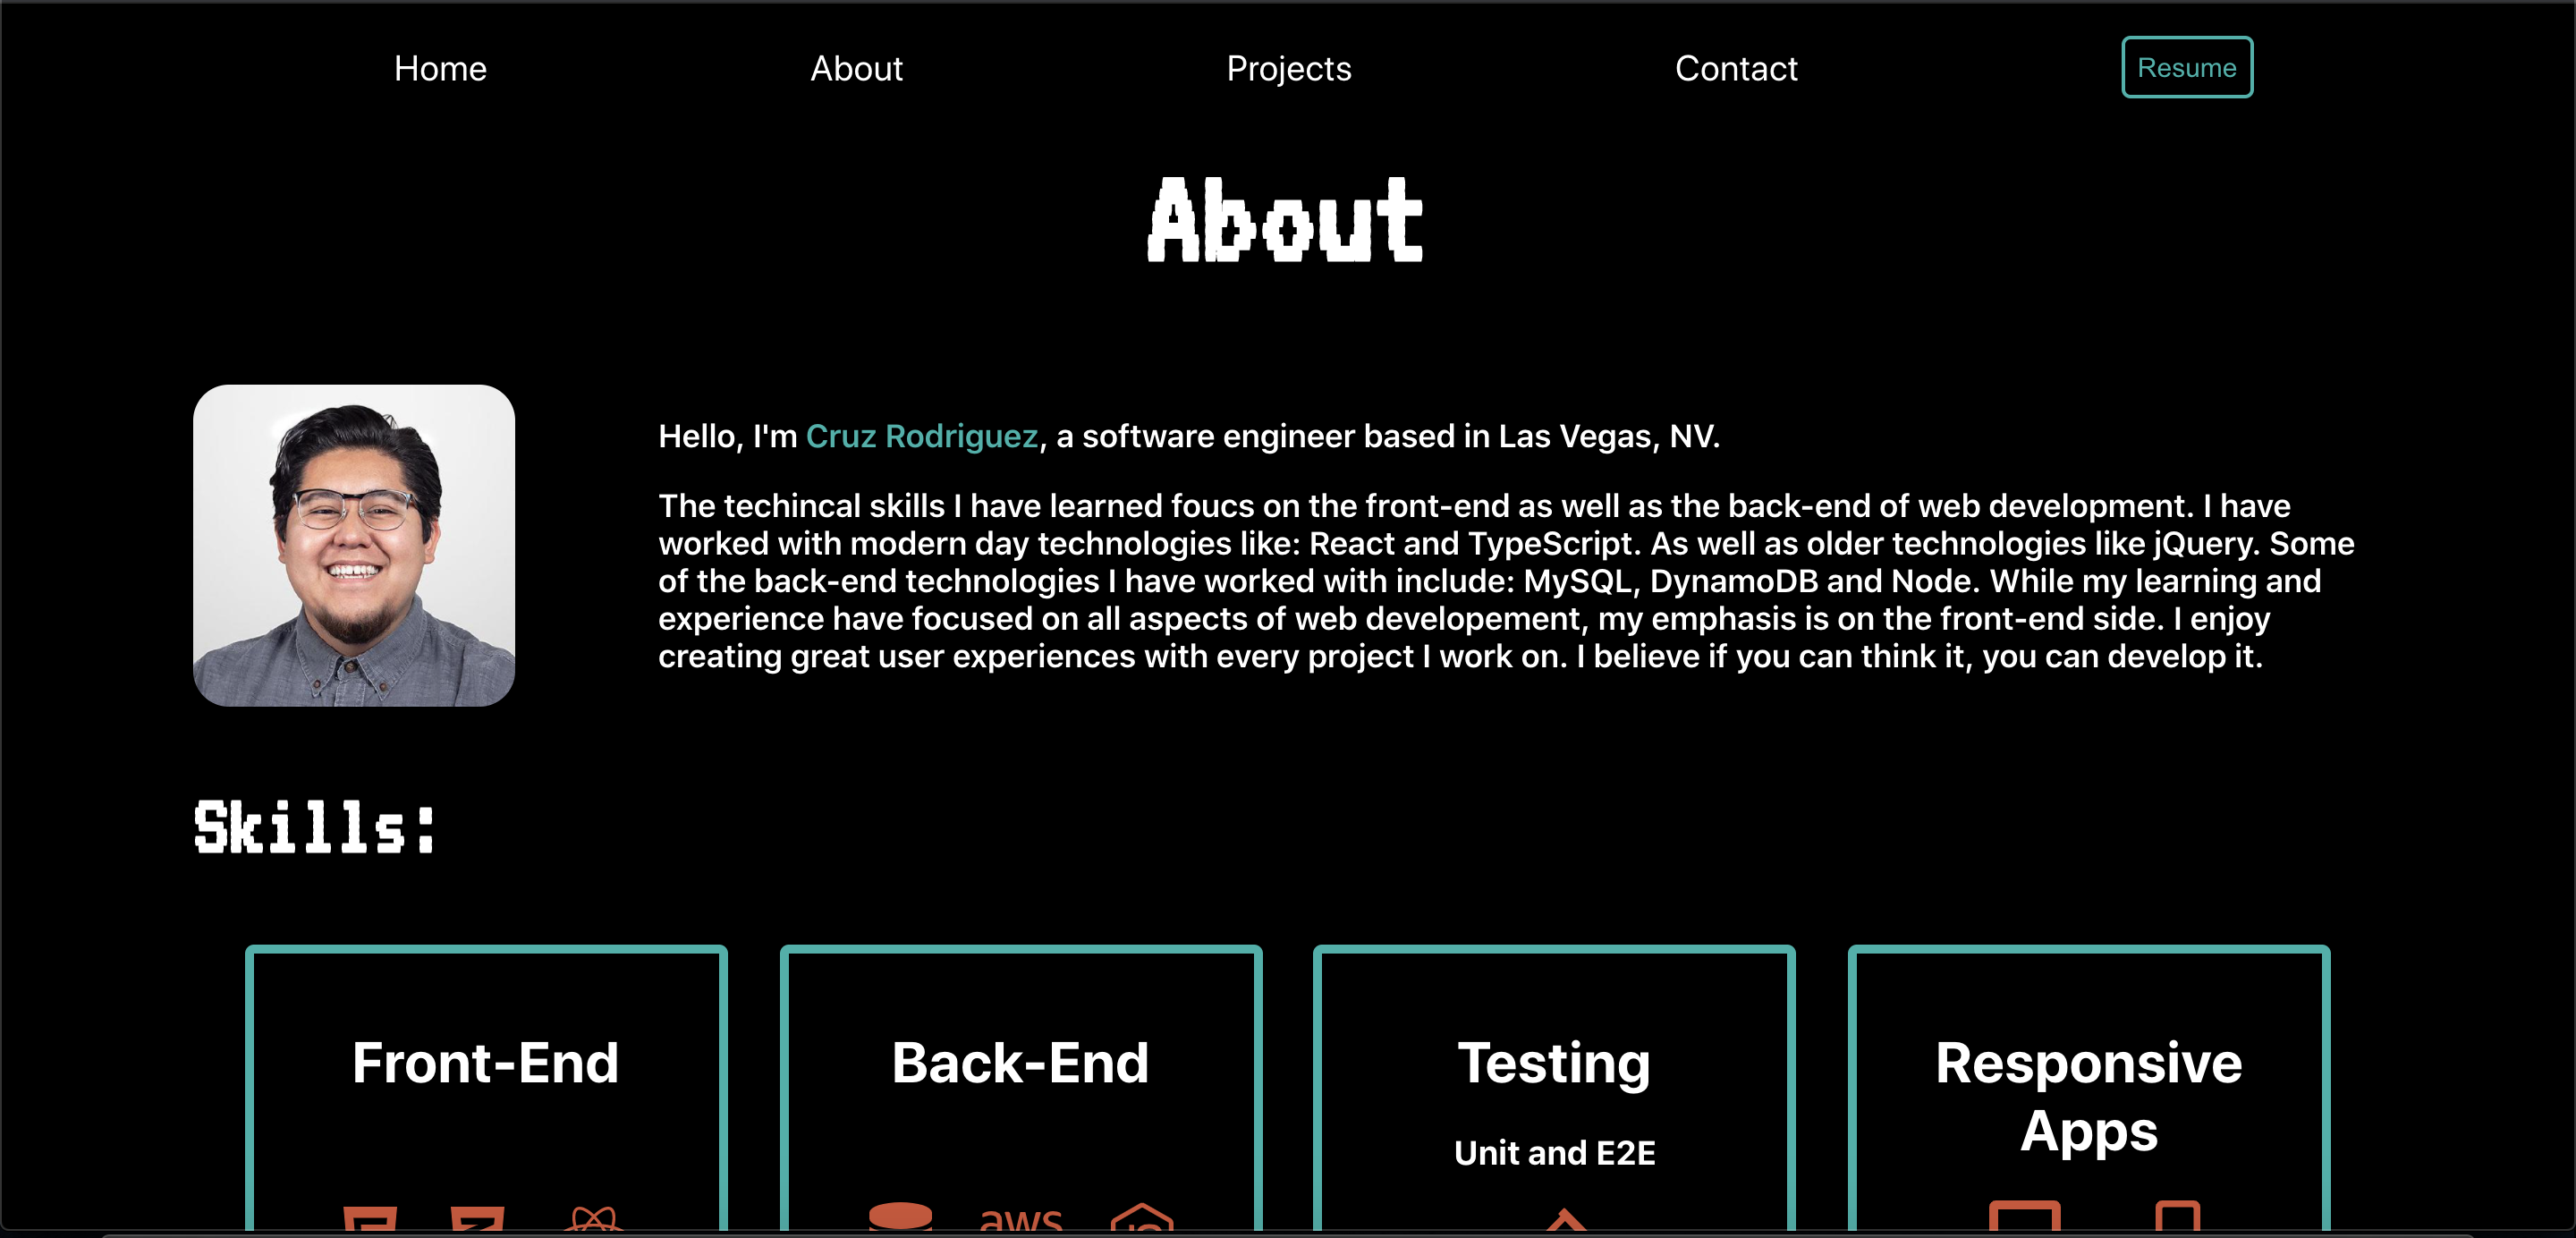 Home About Projects Contact Resume
About
Hello, I'm Cruz Rodriguez, a software engineer based in Las Vegas, NV.
The techincal skills I have learned foucs on the front-end as well as the back-end of web development. I have
worked with modern day technologies like: React and TypeScript. As well as older technologies like jQuery. Some
of the back-end technologies I have worked with include: MySQL, DynamoDB and Node. While my learning and
experience have focused on all aspects of web developement, my emphasis is on the front-end side. I enjoy
creating great user experiences with every project I work on. I believe if you can think it, you can develop it.
Skills:
Front-End
Back-End
aws
Testing
Unit and E2E
Responsive
Apps